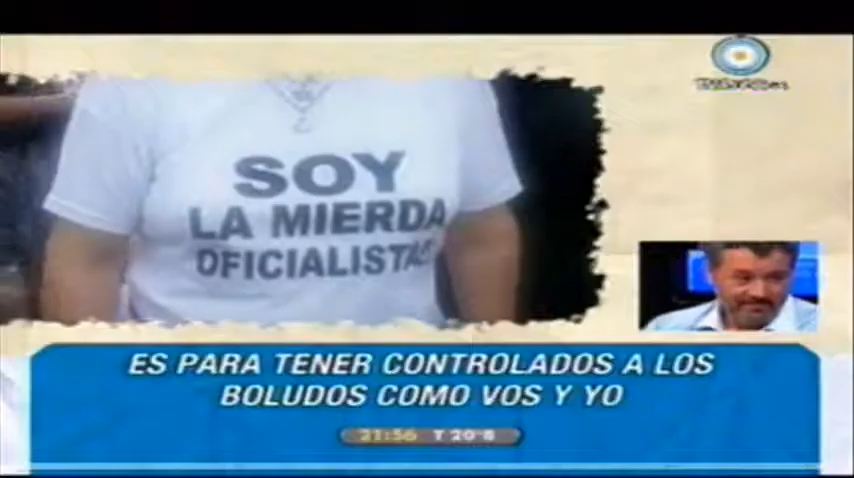 SOY
LA MIERDA
OFICIALISTA
ES PARA TENER CONTROLADOS A LOS
BOLUDOS COMO VOS Y YO
21:56 T 20°8